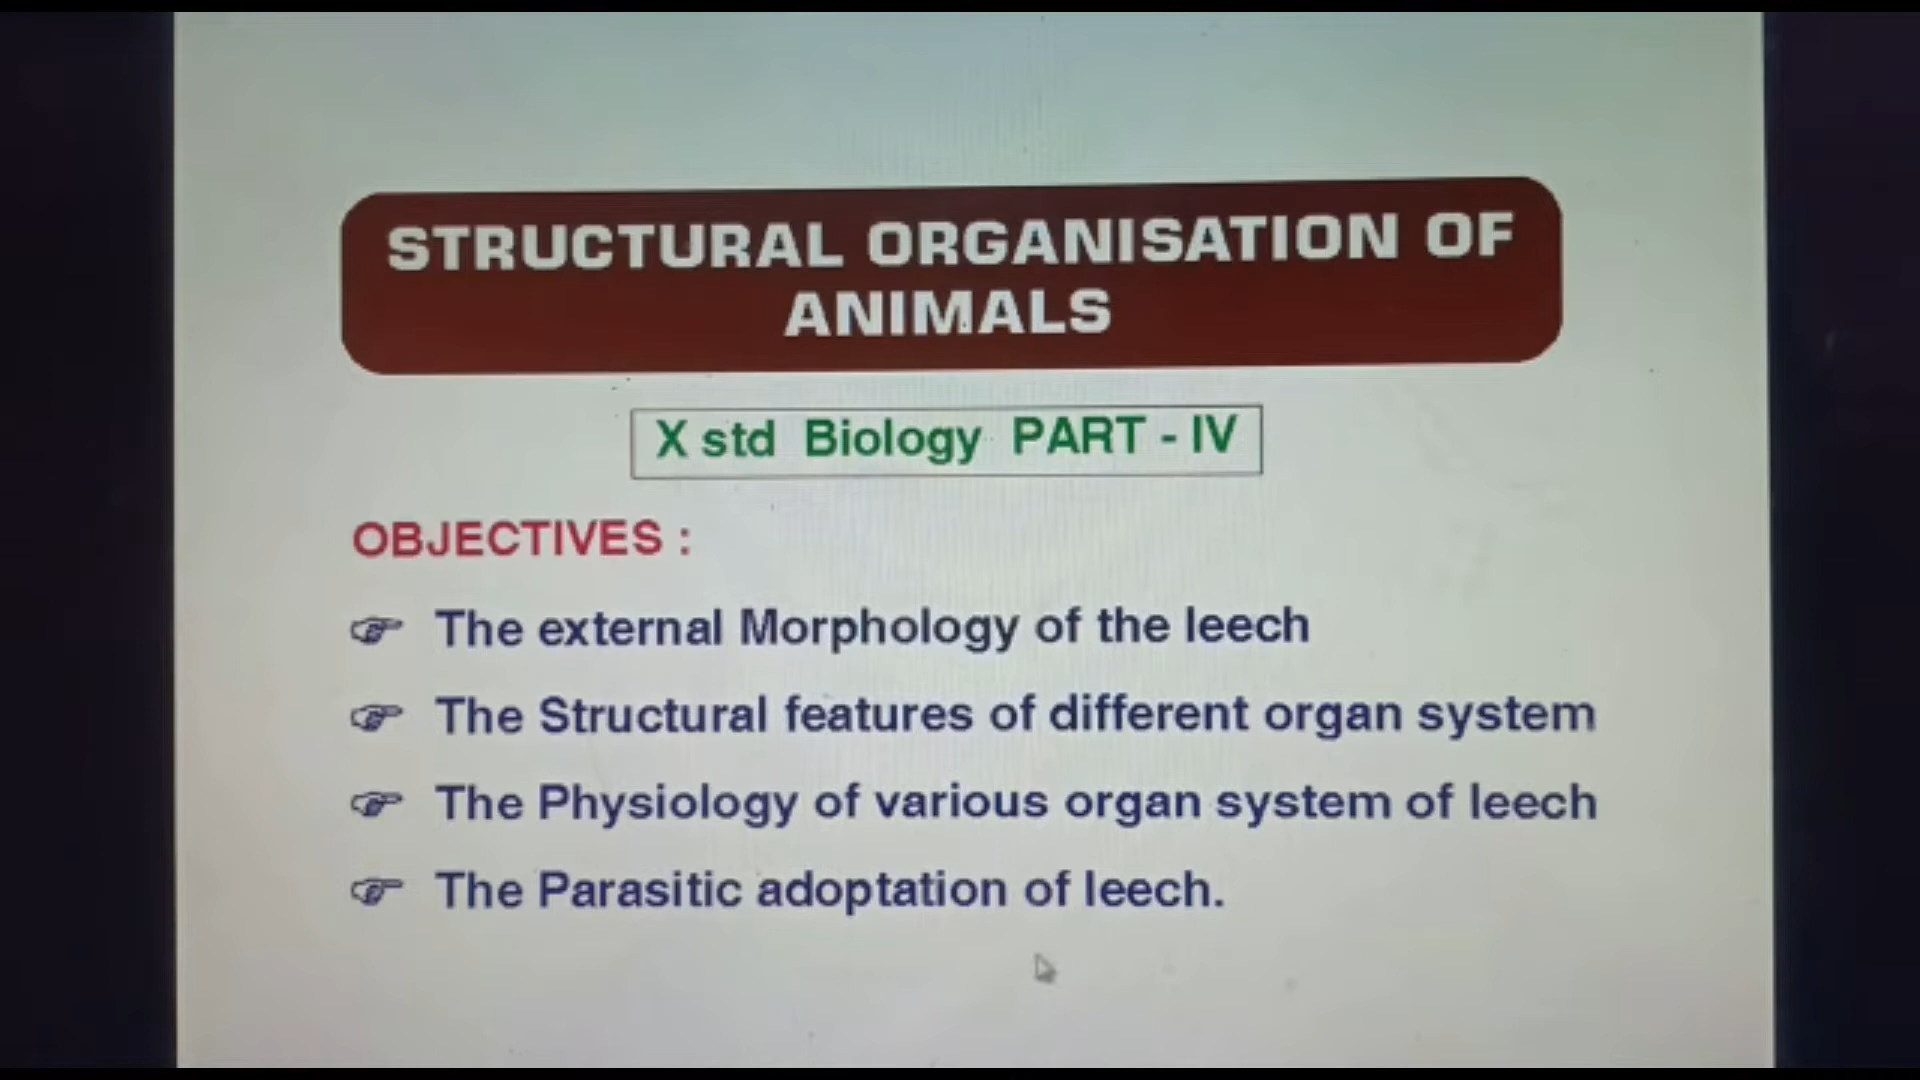 STRUCTURAL ORGANISATION OF
ANIMALS
X std Biology PART - IV
OBJECTIVES :
The external Morphology of the leech
The Structural features of different organ system
The Physiology of various organ system of leech
The Parasitic adoptation of leech.